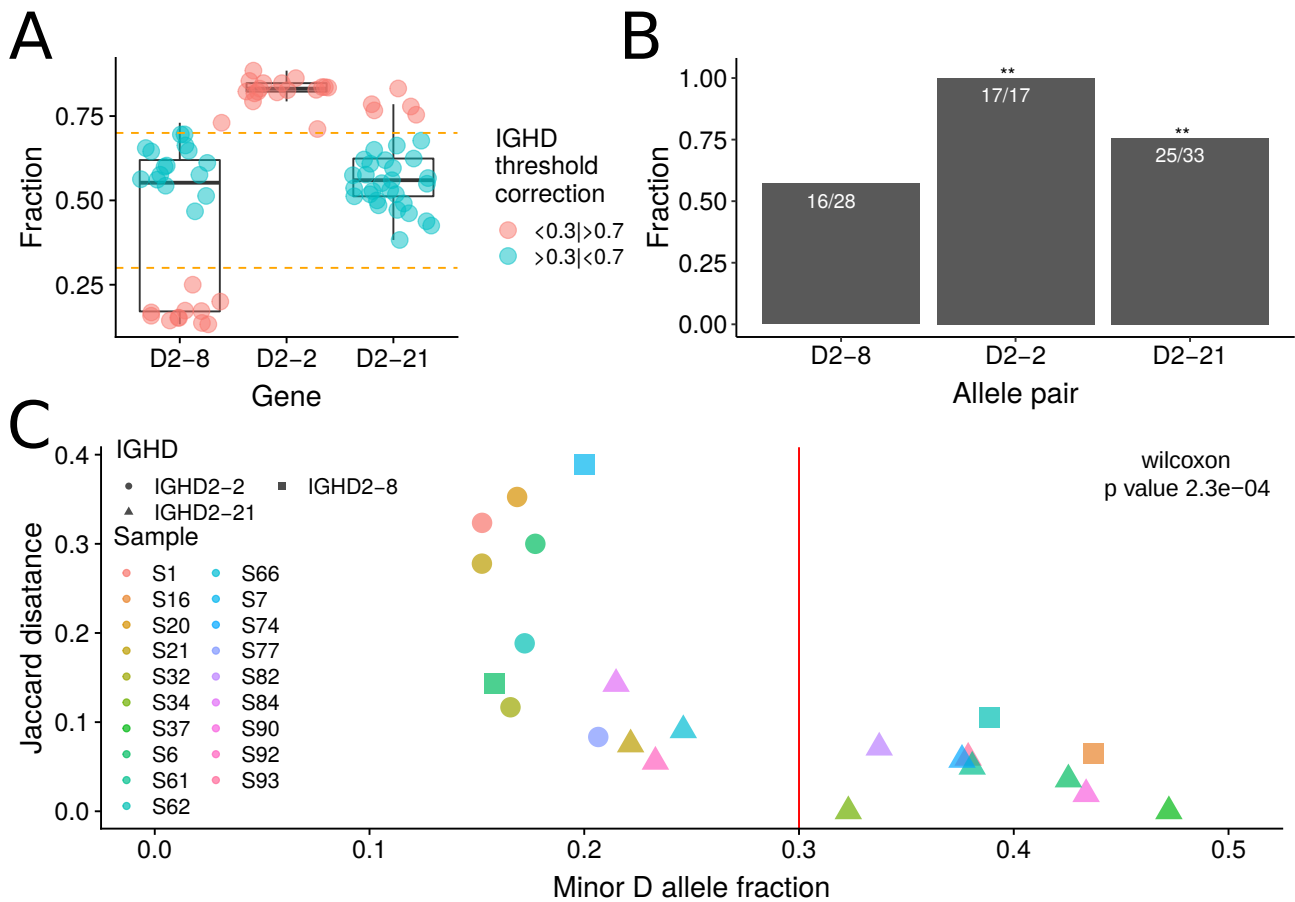 A
Fraction
0.75
0.50
0.25
D2−8
D2−2
D2−21
Gene
IGHD
threshold
correction
<0.3|>0.7
>0.3|<0.7
B
Fraction
1.00
0.75
0.50
0.25
0.00
16/28
**
17/17
**
25/33
D2−8
D2−2
D2−21
Allele pair
C
Jaccard disatance
0.4
0.3
0.2
0.1
0.0
IGHD
IGHD2−2
IGHD2−8
IGHD2−21
Sample
S1
S16
S20
S21
S32
S34
S37
S6
S61
S62
S66
S7
S74
S77
S82
S84
S90
S92
S93
wilcoxon
p value 2.3e−04
0.0
0.1
0.2
0.3
0.4
0.5
Minor D allele fraction